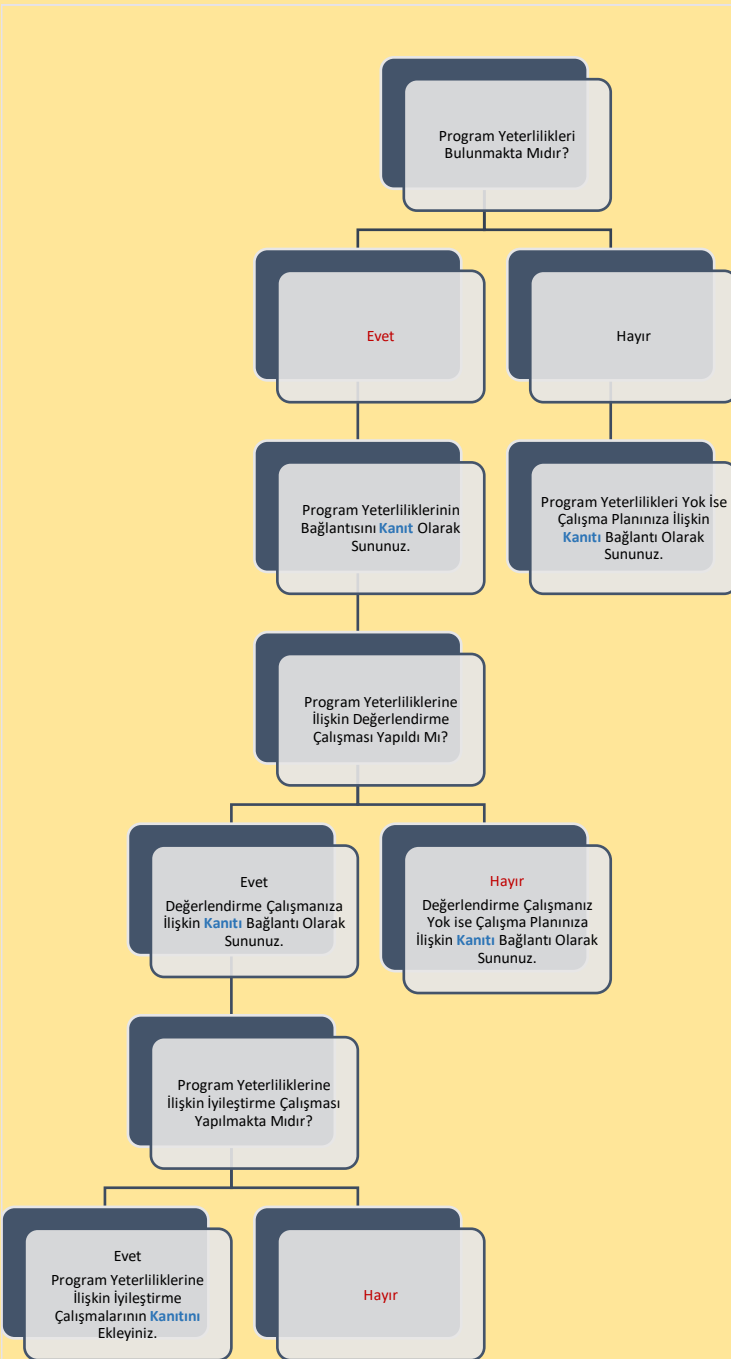 Program Yeterlilikleri
Bulunmakta Mıdır?
Evet
Hayır
Program Yeterliliklerinin
Bağlantısını Kanıt Olarak
Sununuz.
Program Yeterlilikleri Yok İse
Çalışma Planınıza İlişkin
Kanıtı Bağlantı Olarak
Sununuz.
Program Yeterliliklerine
İlişkin Değerlendirme
Çalışması Yapıldı Mı?
Evet
Değerlendirme Çalışmanıza
İlişkin Kanıtı Bağlantı Olarak
Sununuz.
Hayır
Değerlendirme Çalışmanız
Yok ise Çalışma Planınıza
İlişkin Kanıtı Bağlantı Olarak
Sununuz.
Program Yeterliliklerine
İlişkin İyileştirme Çalışması
Yapılmakta Mıdır?
Evet
Program Yeterliliklerine
İlişkin İyileştirme
Çalışmalarının Kanıtını
Ekleyiniz.
Hayır